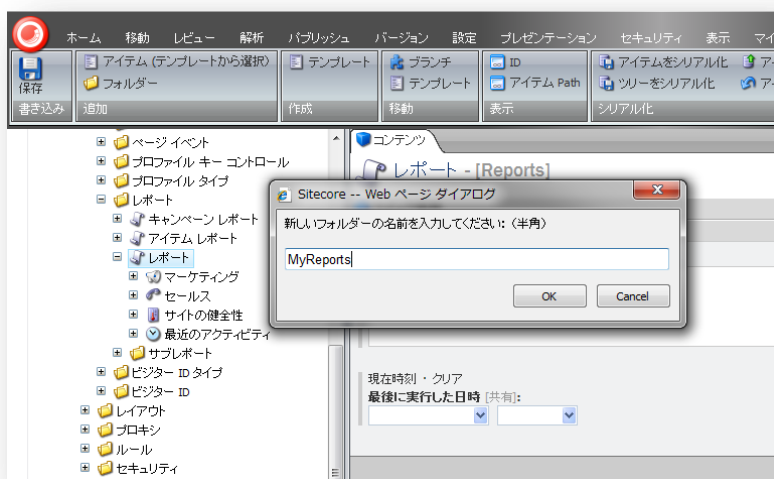 ホーム 移動 レビュー 解析 パブリッシュ バージョン 設定 プレゼンテーション セキュリティ 表示 マイ
アイテム (テンプレートから選択) テンプレート ブランチ ID アイテムをシリアル化 ア
保存 フォルダー テンプレート アイテム Path ツリーをシリアル化 ア
書き込み 追加 作成 移動 表示 シリアル化
ページ イベント
コンテンツ
プロファイル キー コントロール
レポート - [Reports]
プロファイル タイプ
レポート
キャンペーン レポート
アイテム レポート
レポート
マーケティング
セールス
サイトの健全性
最近のアクティビティ
サブレポート
ビジター ID タイプ
ビジター ID
レイアウト
プロキシ
ルール
セキュリティ
Sitecore -- Web ページ ダイアログ
新しいフォルダーの名前を入力してください: (半角)
MyReports
OK Cancel
現在時刻 ・ クリア
最後に実行した日時 [共有]: